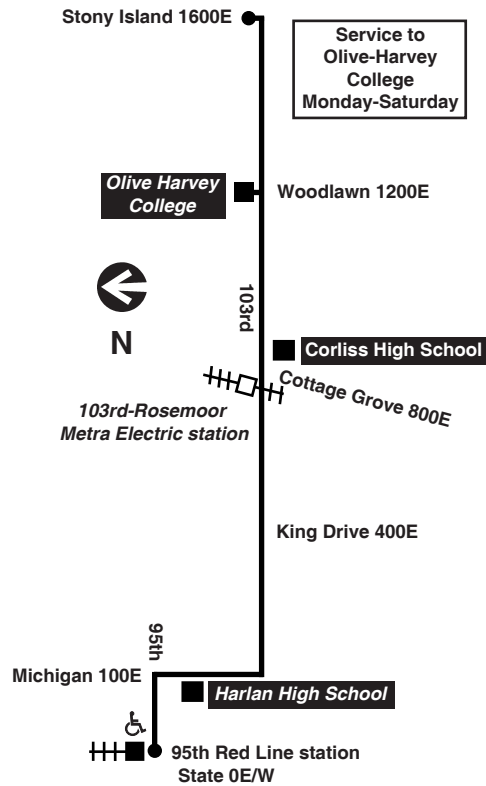 Stony Island 1600E
Service to
Olive-Harvey
College
Monday-Saturday
Olive Harvey
College
Woodlawn 1200E
N
103rd
Corliss High School
Cottage Grove 800E
103rd-Rosemoor
Metra Electric station
King Drive 400E
95th
Michigan 100E
Harlan High School
95th Red Line station
State 0E/W